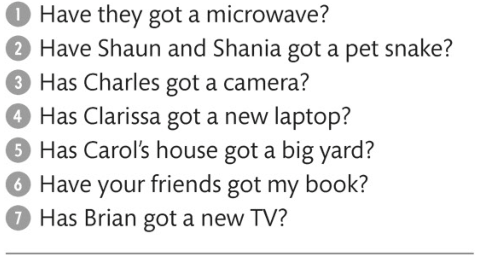 1 Have they got a microwave?
2 Have Shaun and Shania got a pet snake?
3 Has Charles got a camera?
4 Has Clarissa got a new laptop?
5 Has Carol's house got a big yard?
6 Have your friends got my book?
7 Has Brian got a new TV?